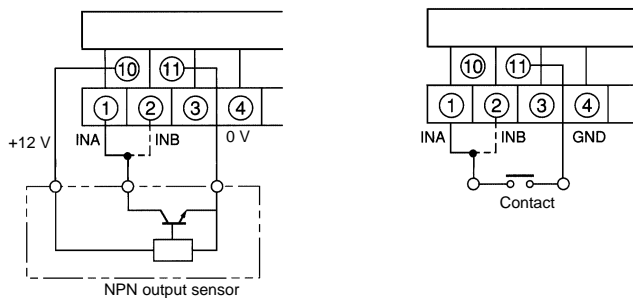 10 11
1 2 3 4
+12 V INA INB 0 V
NPN output sensor
10 11
1 2 3 4
INA INB GND
Contact